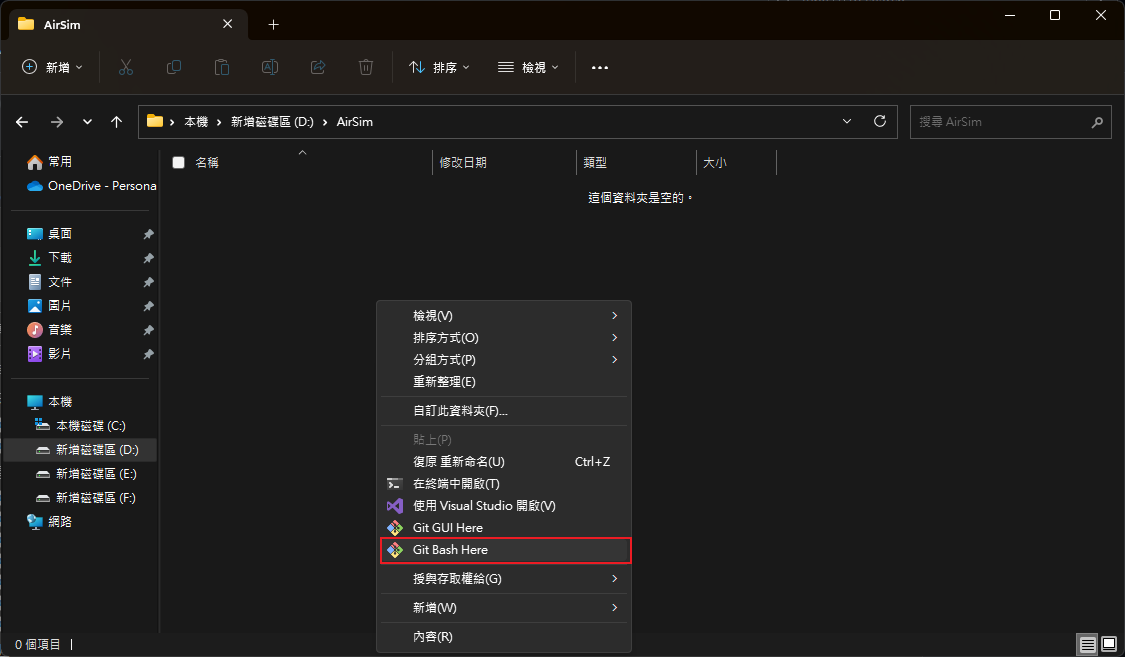 AirSim
新增
排序
檢視
本機 › 新增磁碟區 (D:) › AirSim
搜尋 AirSim
常用
OneDrive - Persona
桌面
下載
文件
圖片
音樂
影片
本機
本機磁碟 (C:)
新增磁碟區 (D:)
新增磁碟區 (E:)
新增磁碟區 (F:)
網路
名稱 修改日期 類型 大小
這個資料夾是空的。
檢視(V)
排序方式(O)
分組方式(P)
重新整理(E)
自訂此資料夾(F)...
貼上(P)
復原 重新命名(U) Ctrl+Z
在終端中開啟(T)
使用 Visual Studio 開啟(V)
Git GUI Here
Git Bash Here
授與存取權給(G)
新增(W)
內容(R)
0 個項目